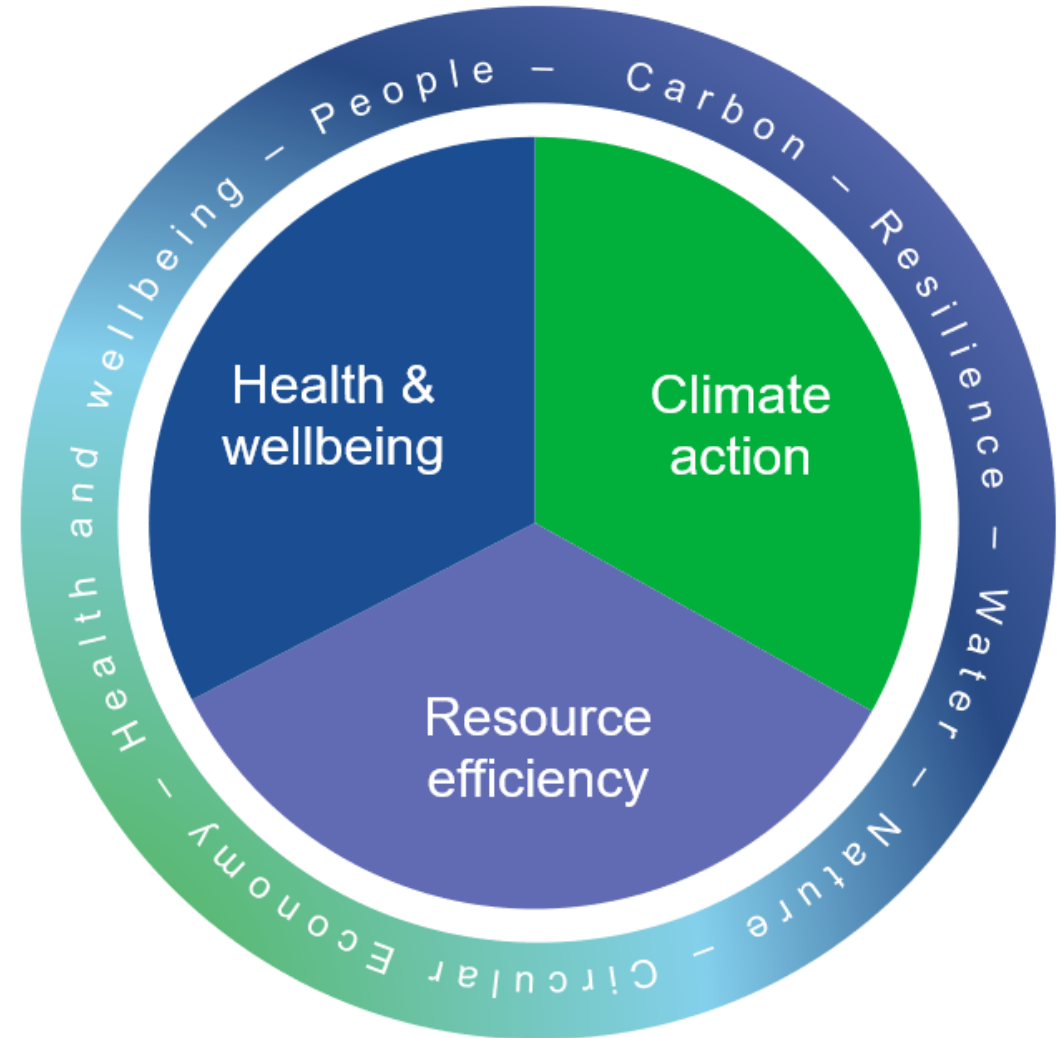 – Carbon – Resilience – Water – Nature – Circular Economy – Health and wellbeing – People
Health &
wellbeing
Climate
action
Resource
efficiency